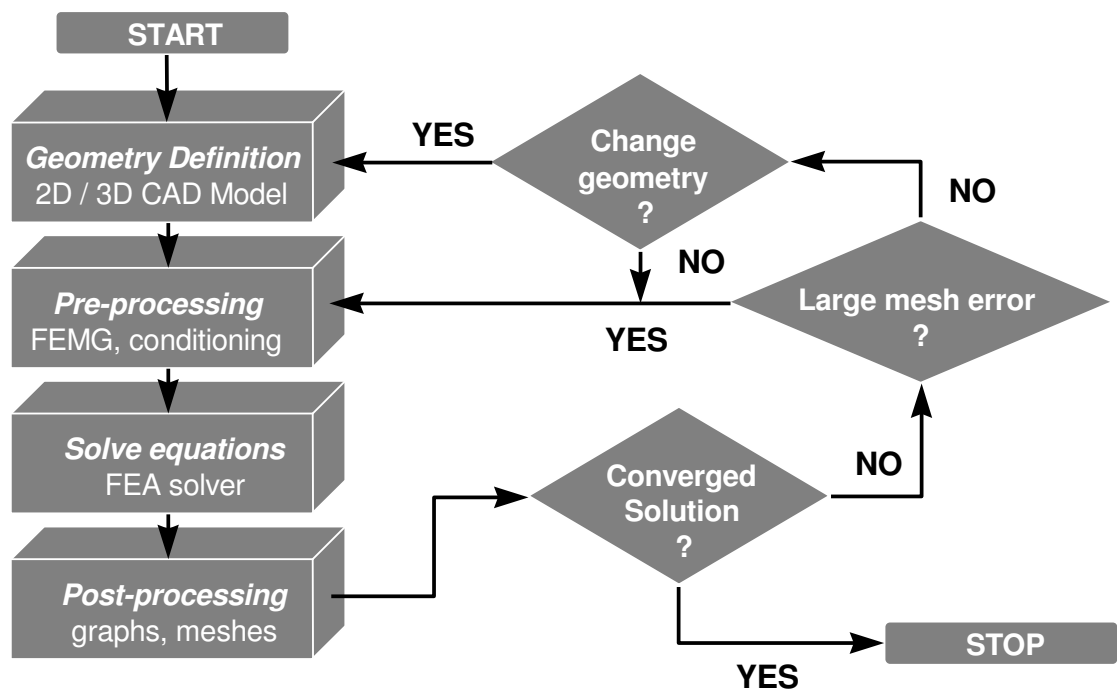 START
Geometry Definition
2D / 3D CAD Model
Pre-processing
FEMG, conditioning
Solve equations
FEA solver
Post-processing
graphs, meshes
YES
Change
geometry
?
NO
NO
Large mesh error
?
YES
Converged
Solution
?
NO
YES
STOP